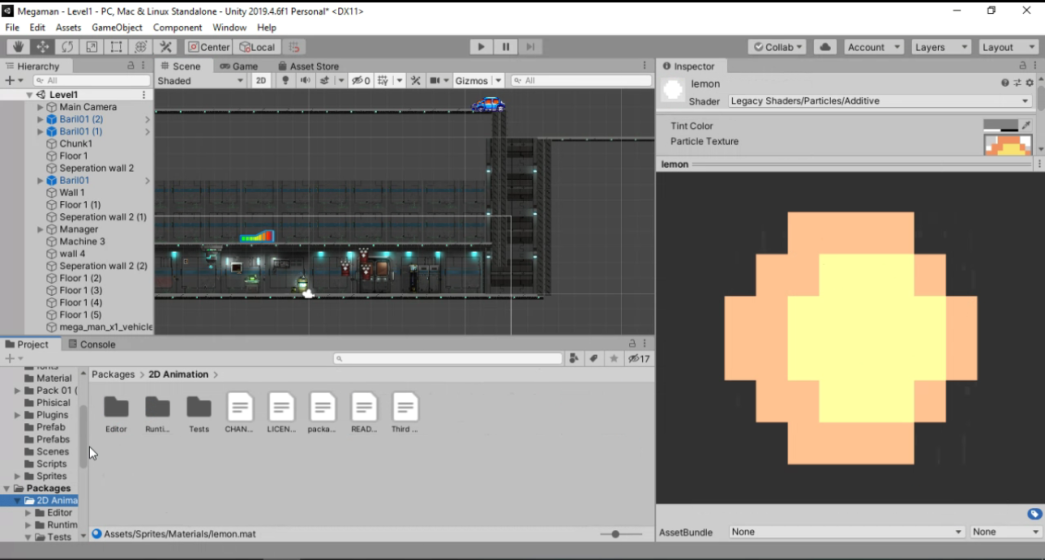 Megaman - Level1 - PC, Mac & Linux Standalone - Unity 2019.4.6f1 Personal* <DX11>
File Edit Assets GameObject Component Window Help
Center Local Collab Account Layers Layout
Hierarchy
All
Level1
Main Camera
Baril01 (2)
Baril01 (1)
Chunk1
Floor 1
Seperation wall 2
Baril01
Wall 1
Floor 1 (1)
Seperation wall 2 (1)
Manager
Machine 3
wall 4
Seperation wall 2 (2)
Floor 1 (2)
Floor 1 (3)
Floor 1 (4)
Floor 1 (5)
mega_man_x1_vehicle
Scene Game Asset Store
Shaded 2D 0 Gizmos All
Inspector
lemon
Shader Legacy Shaders/Particles/Additive
Tint Color
Particle Texture
lemon
Project Console
17
Material
Pack 01 (
Phisical
Plugins
Prefab
Prefabs
Scenes
Scripts
Sprites
Packages
2D Anima
Editor
Runtim
Tests
Packages > 2D Animation >
Editor Runti... Tests CHAN... LICEN... packa... READ... Third ...
Assets/Sprites/Materials/lemon.mat
AssetBundle None None